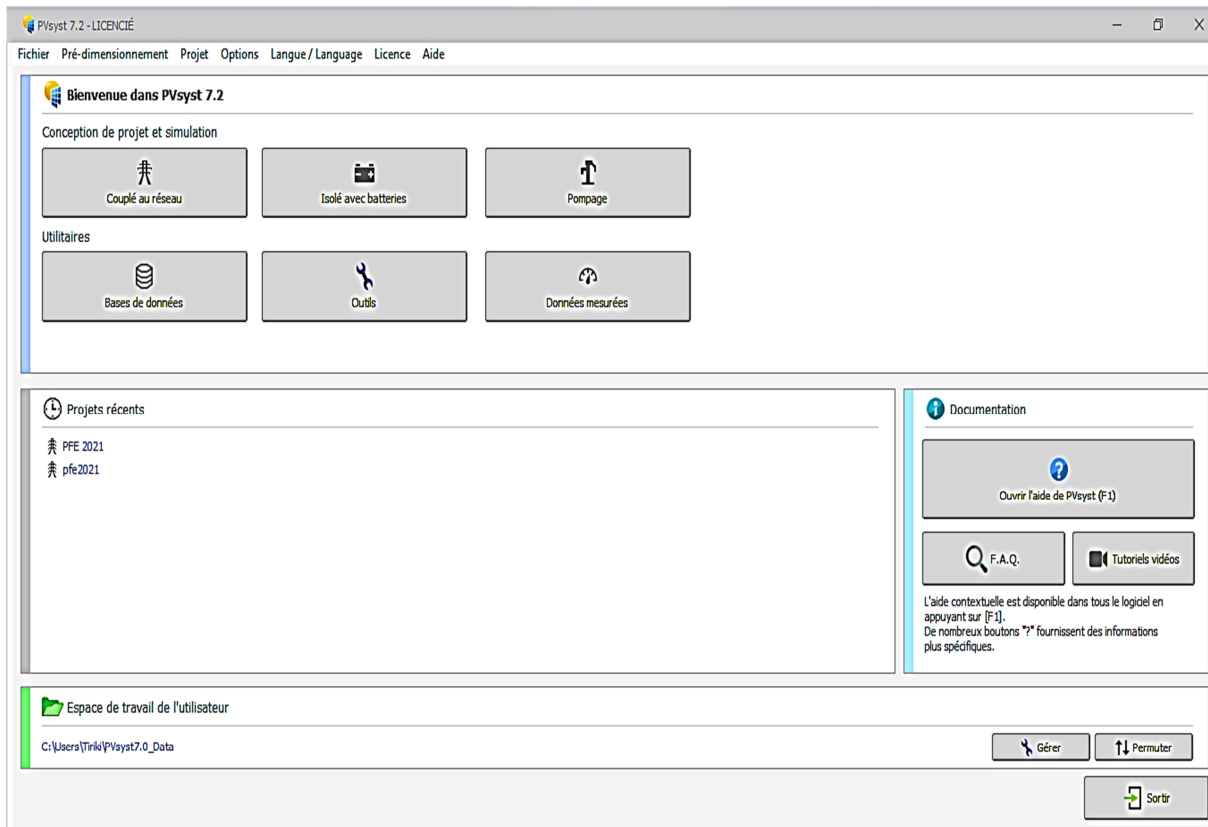 PVsyst 7.2 - LICENCIÉ
Fichier Pré-dimensionnement Projet Options Langue / Language Licence Aide
Bienvenue dans PVsyst 7.2
Conception de projet et simulation
Couplé au réseau
Isolé avec batteries
Pompage
Utilitaires
Bases de données
Outils
Données mesurées
Projets récents
PFE 2021
pfe2021
Documentation
Ouvrir l'aide de PVsyst (F1)
F.A.Q.
Tutoriels vidéos
L'aide contextuelle est disponible dans tous le logiciel en
appuyant sur [F1].
De nombreux boutons "?" fournissent des informations
plus spécifiques.
Espace de travail de l'utilisateur
C:\Users\Tiriki\PVsyst7.0_Data
Gérer
Permuter
Sortir